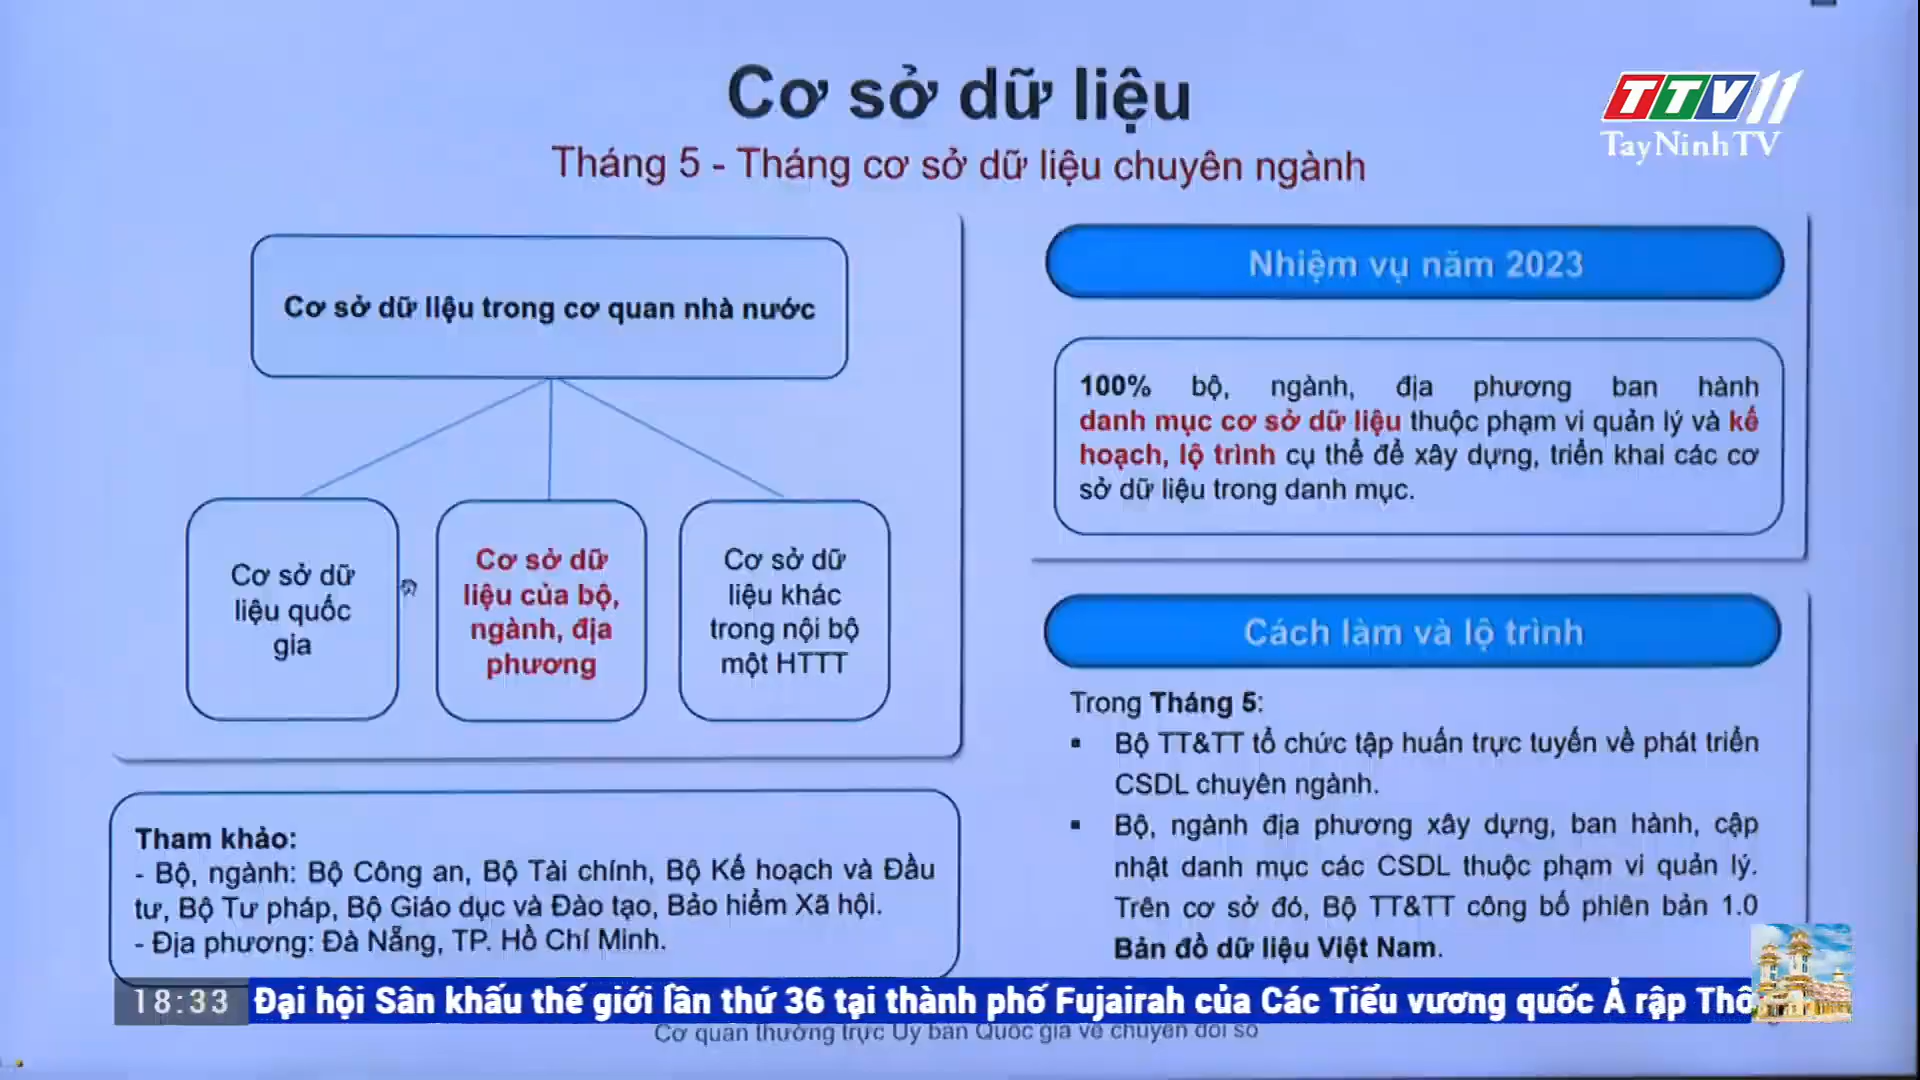 Cơ sở dữ liệu
Tháng 5 - Tháng cơ sở dữ liệu chuyên ngành
TTV11
TayNinhTV
Cơ sở dữ liệu trong cơ quan nhà nước
Cơ sở dữ
liệu quốc
gia
Cơ sở dữ
liệu của bộ,
ngành, địa
phương
Cơ sở dữ
liệu khác
trong nội bộ
một HTTT
Tham khảo:
- Bộ, ngành: Bộ Công an, Bộ Tài chính, Bộ Kế hoạch và Đầu
tư, Bộ Tư pháp, Bộ Giáo dục và Đào tạo, Bảo hiểm Xã hội.
- Địa phương: Đà Nẵng, TP. Hồ Chí Minh.
Nhiệm vụ năm 2023
100% bộ, ngành, địa phương ban hành
danh mục cơ sở dữ liệu thuộc phạm vi quản lý và kế
hoạch, lộ trình cụ thể để xây dựng, triển khai các cơ
sở dữ liệu trong danh mục.
Cách làm và lộ trình
Trong Tháng 5:
▪ Bộ TT&TT tổ chức tập huấn trực tuyến về phát triển
CSDL chuyên ngành.
▪ Bộ, ngành địa phương xây dựng, ban hành, cập
nhật danh mục các CSDL thuộc phạm vi quản lý.
Trên cơ sở đó, Bộ TT&TT công bố phiên bản 1.0
Bản đồ dữ liệu Việt Nam.
18:33 Đại hội Sân khấu thế giới lần thứ 36 tại thành phố Fujairah của Các Tiểu vương quốc Ả rập Thố
Cơ quan thường trực Ủy ban Quốc gia về chuyển đổi số